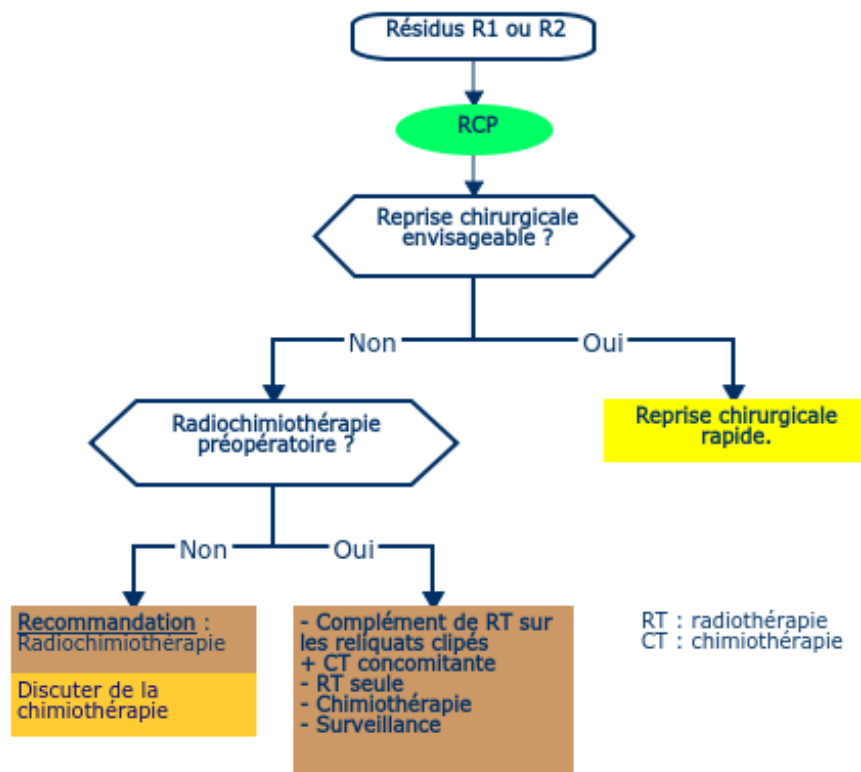 Résidus R1 ou R2
RCP
Reprise chirurgicale
envisageable ?
Non
Oui
Radiochimiothérapie
préopératoire ?
Reprise chirurgicale
rapide.
Non
Oui
Recommandation :
Radiochimiothérapie
Discuter de la
chimiothérapie
- Complément de RT sur
les reliquats clipés
+ CT concomitante
- RT seule
- Chimiothérapie
- Surveillance
RT : radiothérapie
CT : chimiothérapie